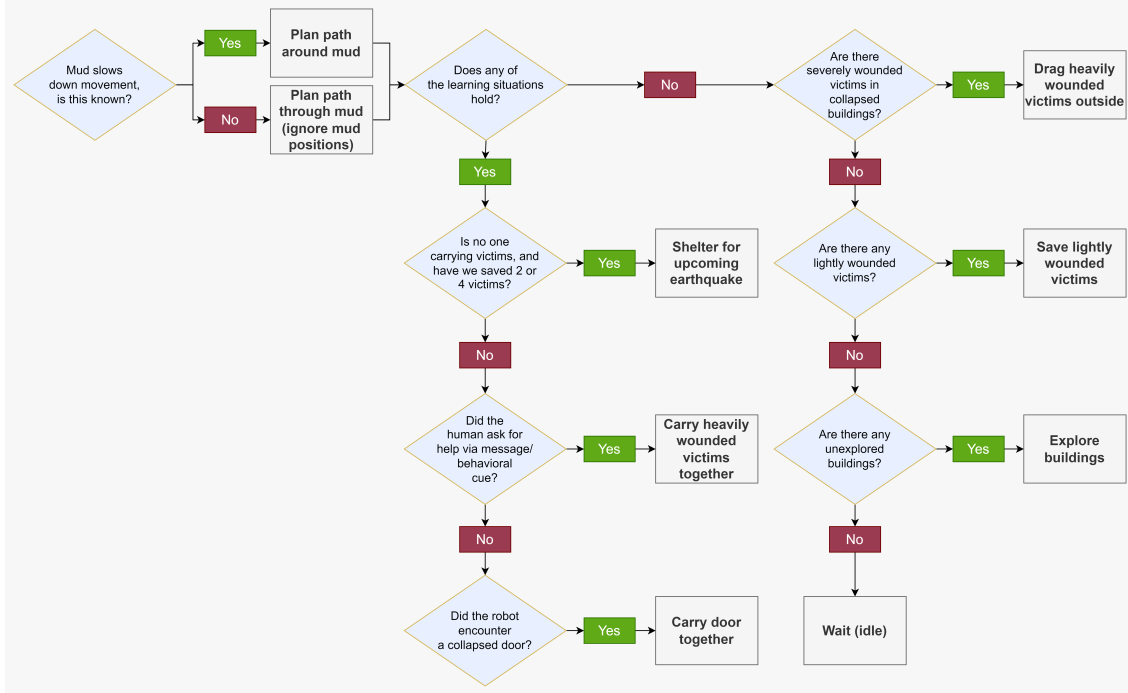 Mud slows
down movement,
is this known?
Yes
Plan path
around mud
No
Plan path
through mud
(ignore mud
positions)
Does any of
the learning situations
hold?
No
Are there
severely wounded
victims in
collapsed
buildings?
Yes
Drag heavily
wounded
victims outside
Yes
No
Is no one
carrying victims, and
have we saved 2 or
4 victims?
Yes
Shelter for
upcoming
earthquake
Are there any
lightly wounded
victims?
Yes
Save lightly
wounded
victims
No
No
Did the
human ask for
help via message/
behavioral
cue?
Yes
Carry heavily
wounded
victims
together
Are there any
unexplored
buildings?
Yes
Explore
buildings
No
No
Did the robot
encounter
a collapsed door?
Yes
Carry door
together
Wait (idle)